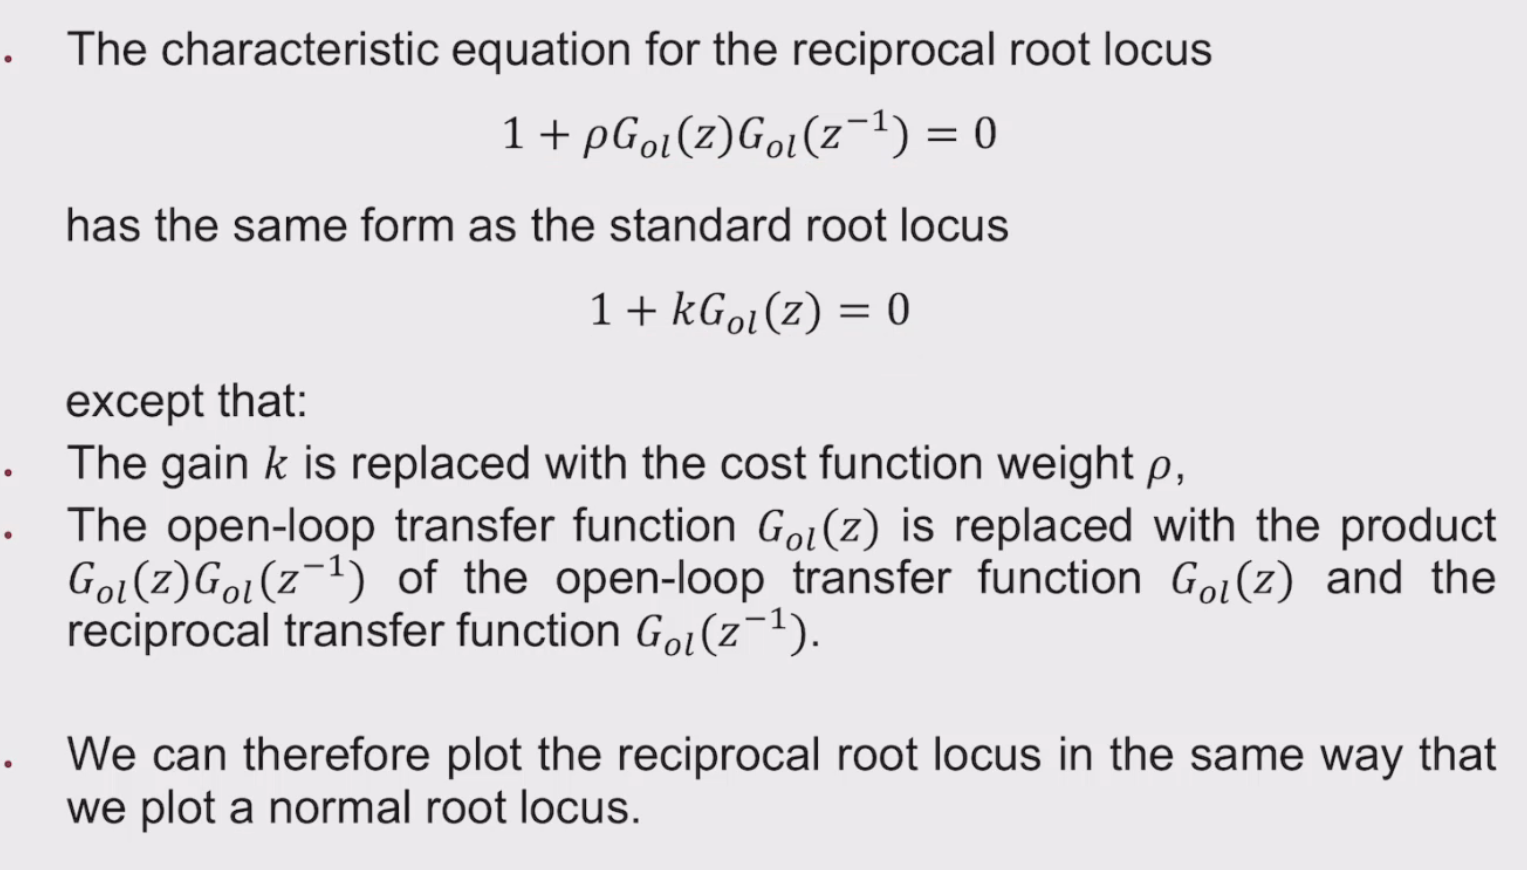 . The characteristic equation for the reciprocal root locus
1 + ρG_{ol}(z)G_{ol}(z^{−1}) = 0
has the same form as the standard root locus
1 + kG_{ol}(z) = 0
except that:
. The gain k is replaced with the cost function weight ρ,
. The open-loop transfer function G_{ol}(z) is replaced with the product
G_{ol}(z)G_{ol}(z^{−1}) of the open-loop transfer function G_{ol}(z) and the
reciprocal transfer function G_{ol}(z^{−1}).
. We can therefore plot the reciprocal root locus in the same way that
we plot a normal root locus.